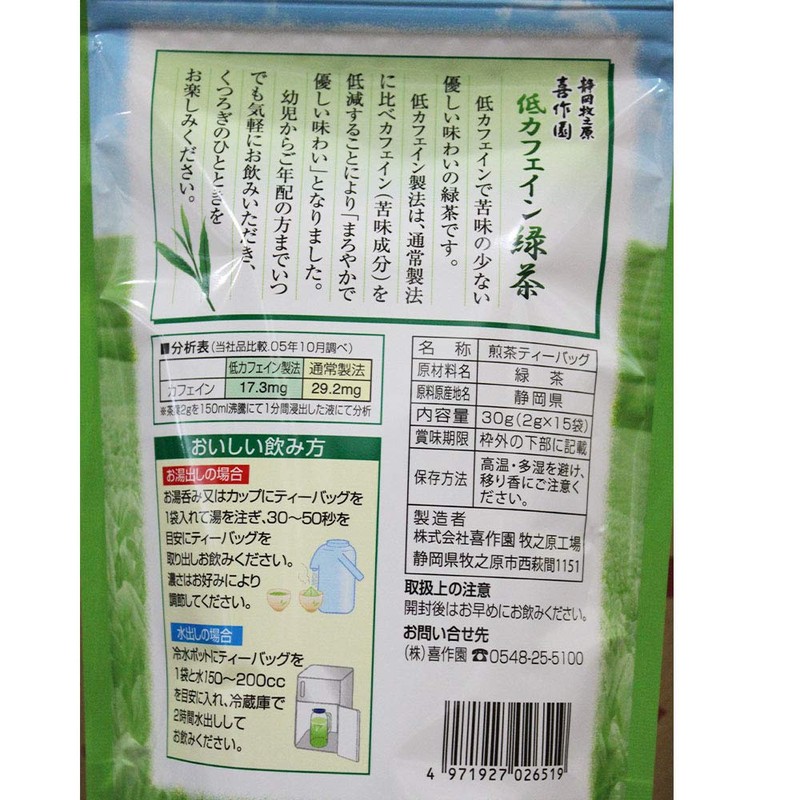 静岡牧之原
喜作園
低カフェイン緑茶
低カフェインで苦味の少ない
優しい味わいの緑茶です。
低カフェイン製法は、通常製法
に比べカフェイン(苦味成分)を
低減することにより「まろやかで
優しい味わい」となりました。
幼児からご年配の方までいつ
でも気軽にお飲みいただき、
くつろぎのひとときを
お楽しみください。
■分析表(当社品比較.05年10月調べ)
低カフェイン製法 通常製法
カフェイン 17.3mg 29.2mg
※茶葉2gを150ml沸騰にて1分間浸出した液にて分析
おいしい飲み方
お湯出しの場合
お湯呑み又はカップにティーバッグを
1袋入れて湯を注ぎ、30〜50秒を
目安にティーバッグを
取り出しお飲みください。
濃さはお好みにより
調節してください。
水出しの場合
冷水ポットにティーバッグを
1袋と水150〜200cc
を目安に入れ、冷蔵庫で
2時間水出しして
お飲みください。
名称 煎茶ティーバッグ
原材料名 緑茶
原料原産地名 静岡県
内容量 30g(2g×15袋)
賞味期限 枠外の下部に記載
保存方法 高温・多湿を避け、
移り香にご注意く
ださい。
製造者
株式会社喜作園 牧之原工場
静岡県牧之原市西萩間1151
取扱上の注意
開封後はお早めにお飲みください。
お問い合せ先
(株)喜作園 ☎0548-25-5100
4 971927 026519